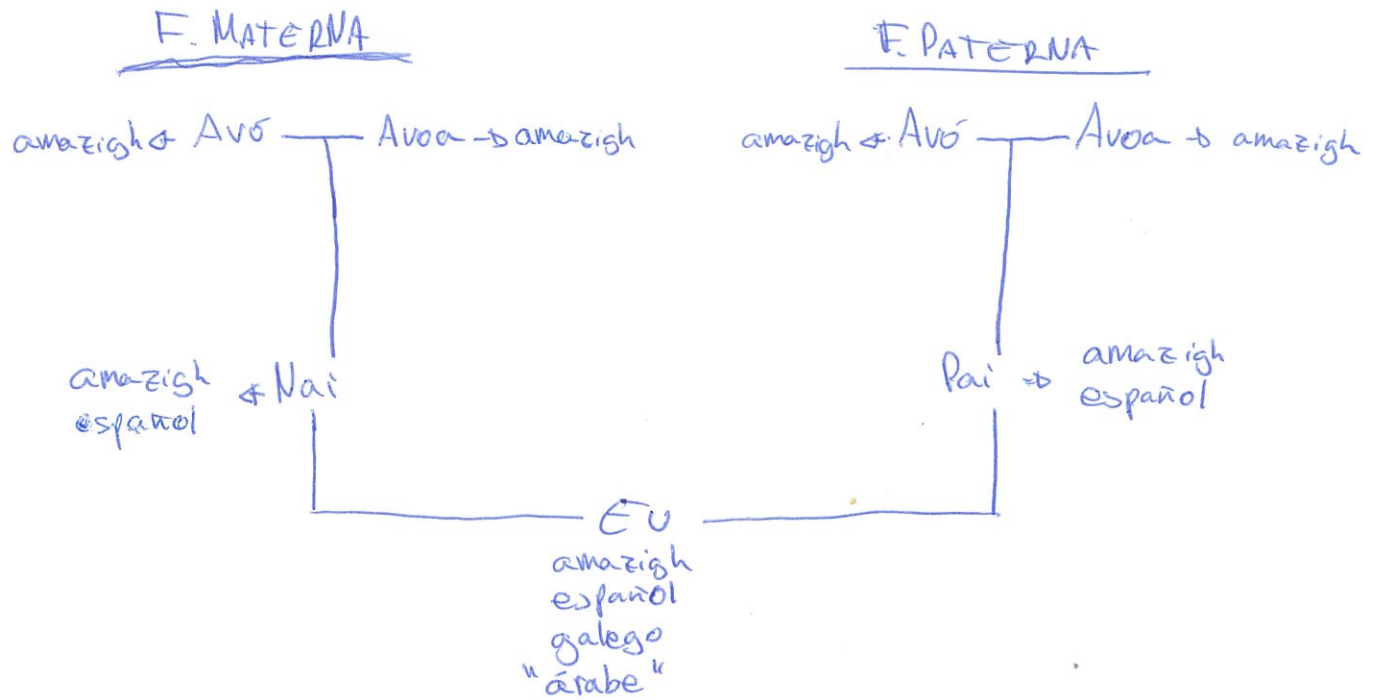 F. MATERNA
F. PATERNA
amazigh ← Avó — Avoa → amazigh
amazigh ← Avó — Avoa → amazigh
amazigh
español
← Nai
Pai →
amazigh
español
EU
amazigh
español
galego
"árabe"